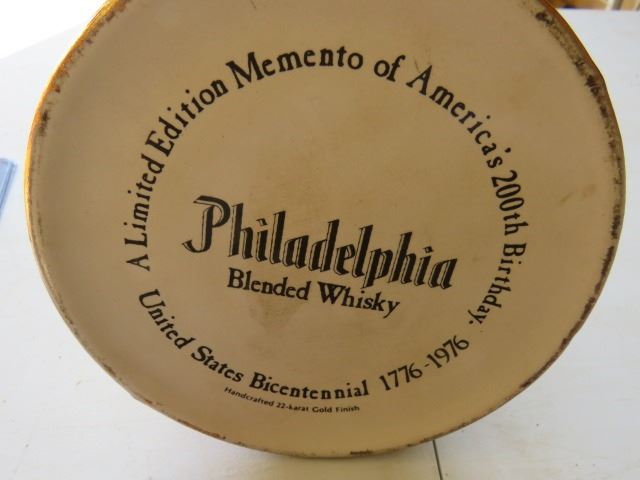 A Limited Edition Memento of America's 200th Birthday.
Philadelphia
Blended Whisky
United States Bicentennial 1776-1976
Handcrafted 22-karat Gold Finish